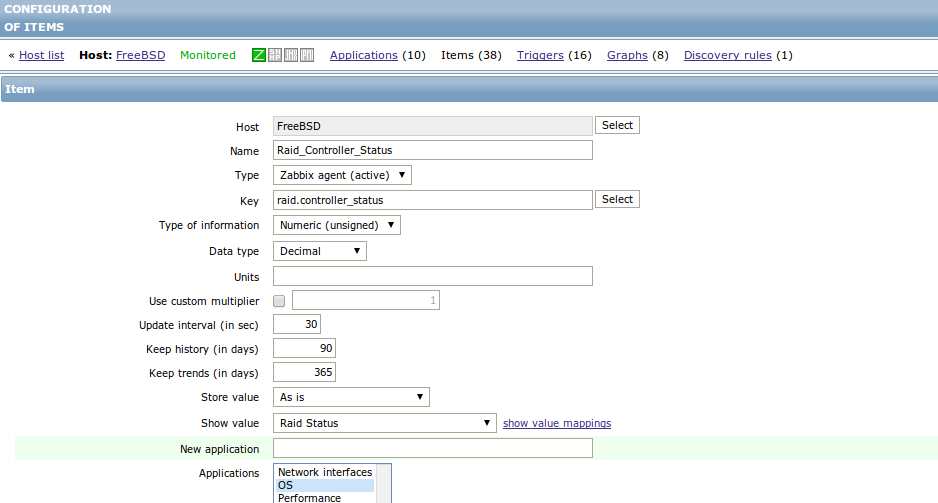 CONFIGURATION
OF ITEMS
« Host list Host: FreeBSD Monitored Z Applications (10) Items (38) Triggers (16) Graphs (8) Discovery rules (1)
Item
Host FreeBSD Select
Name Raid_Controller_Status
Type Zabbix agent (active)
Key raid.controller_status Select
Type of information Numeric (unsigned)
Data type Decimal
Units
Use custom multiplier 1
Update interval (in sec) 30
Keep history (in days) 90
Keep trends (in days) 365
Store value As is
Show value Raid Status show value mappings
New application
Applications Network interfaces
OS
Performance